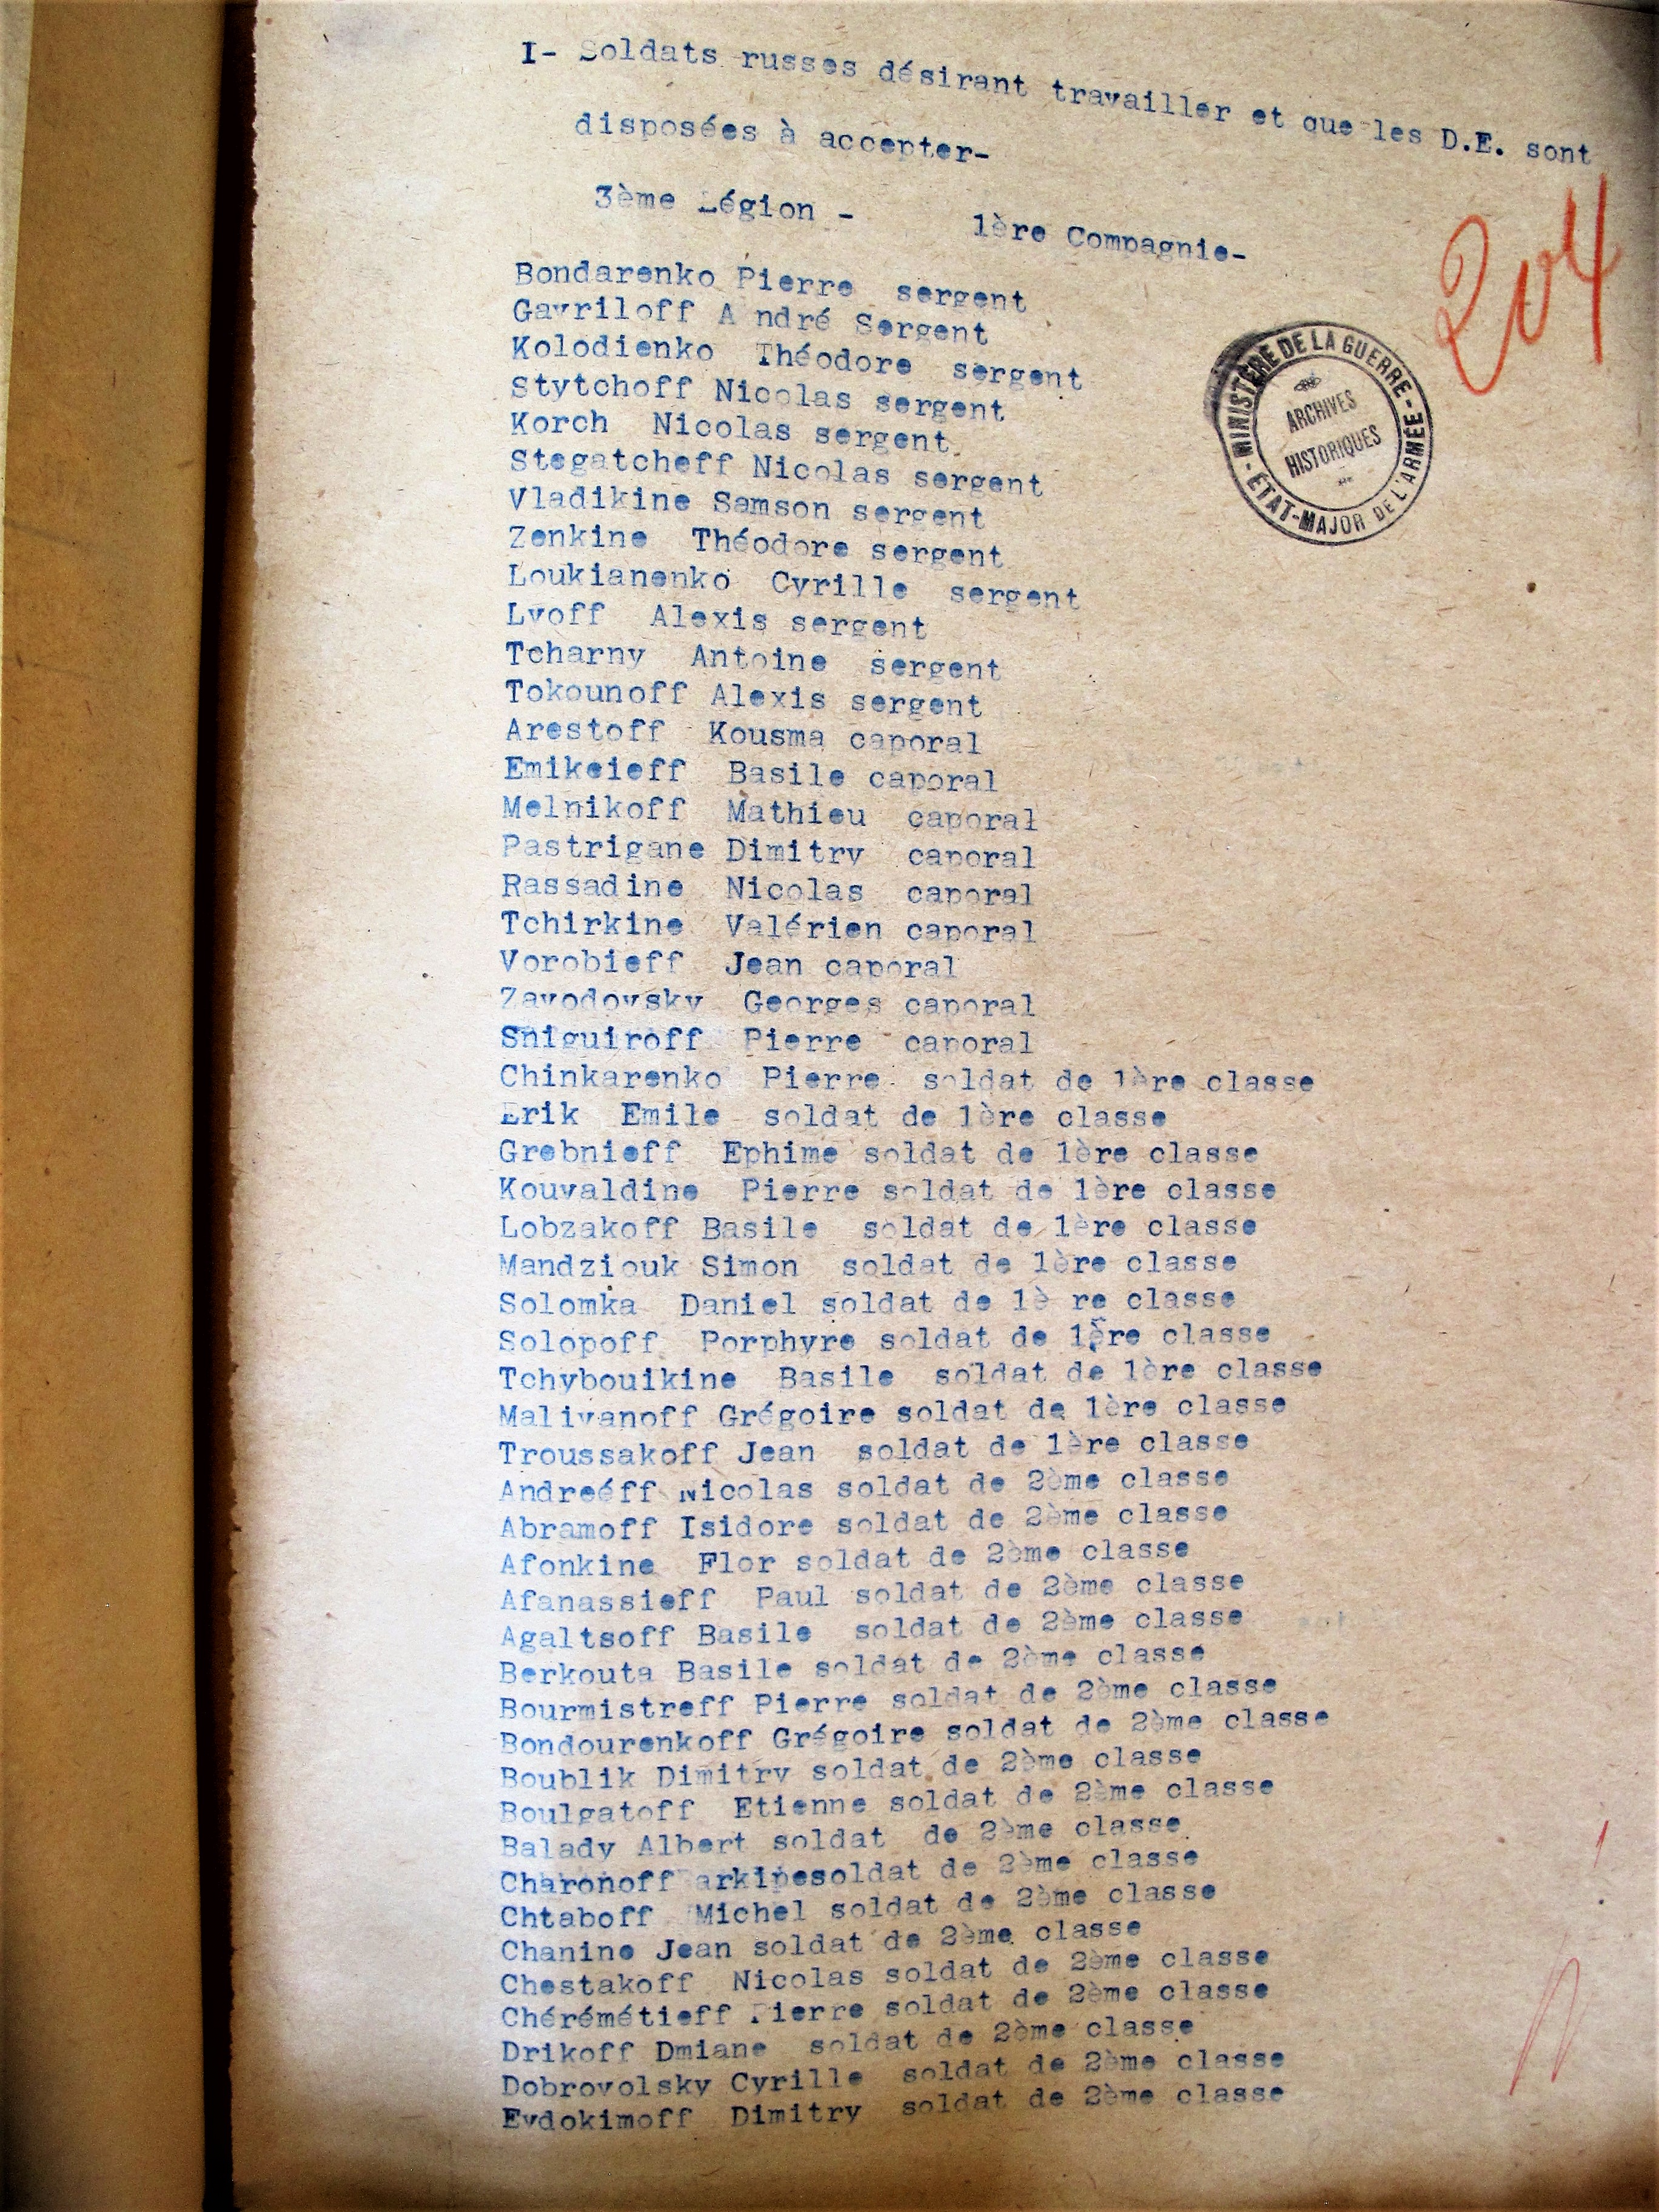 I- Soldats russes désirant travailler et que les D.E. sont
disposées à accepter-
3ème Légion - 1ère Compagnie-
204
MINISTÈRE DE LA GUERRE - ÉTAT-MAJOR DE L'ARMÉE -
ARCHIVES
HISTORIQUES
Bondarenko Pierre sergent
Gavriloff A ndré Sergent
Kolodienko Théodore sergent
Stytchoff Nicolas sergent
Korch Nicolas sergent
Stegatcheff Nicolas sergent
Vladikine Samson sergent
Zenkine Théodore sergent
Loukianenko Cyrille sergent
Lvoff Alexis sergent
Tcharny Antoine sergent
Tokounoff Alexis sergent
Arestoff Kousma caporal
Emikeieff Basile caporal
Melnikoff Mathieu caporal
Pastrigane Dimitry caporal
Rassadine Nicolas caporal
Tchirkine Valérien caporal
Vorobieff Jean caporal
Zavodovsky Georges caporal
Sniguiroff Pierre caporal
Chinkarenko Pierre soldat de 1ère classe
Erik Emile soldat de 1ère classe
Grebnieff Ephime soldat de 1ère classe
Kouvaldine Pierre soldat de 1ère classe
Lobzakoff Basile soldat de 1ère classe
Mandziouk Simon soldat de 1ère classe
Solomka Daniel soldat de 1è re classe
Solopoff Porphyre soldat de 1ère classe
Tchybouikine Basile soldat de 1ère classe
Malivanoff Grégoire soldat de 1ère classe
Troussakoff Jean soldat de 1ère classe
Andreéff Nicolas soldat de 2ème classe
Abramoff Isidore soldat de 2ème classe
Afonkine Flor soldat de 2ème classe
Afanassieff Paul soldat de 2ème classe
Agaltsoff Basile soldat de 2ème classe
Berkouta Basile soldat de 2ème classe
Bourmistreff Pierre soldat de 2ème classe
Bondourenkoff Grégoire soldat de 2ème classe
Boublik Dimitry soldat de 2ème classe
Boulgatoff Etienne soldat de 2ème classe
Balady Albert soldat de 2ème classe
Charonoff arkipesoldat de 2ème classe
Chtaboff Michel soldat de 2ème classe
Chanine Jean soldat de 2ème classe
Chestakoff Nicolas soldat de 2ème classe
Chérémétieff Pierre soldat de 2ème classe
Drikoff Dmiane soldat de 2ème classe
Dobrovolsky Cyrille soldat de 2ème classe
Evdokimoff Dimitry soldat de 2ème classe